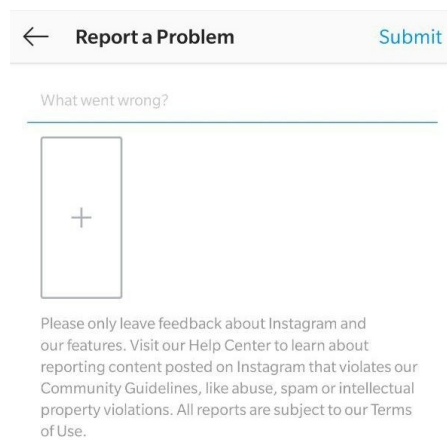 Report a Problem Submit
What went wrong?
Please only leave feedback about Instagram and
our features. Visit our Help Center to learn about
reporting content posted on Instagram that violates our
Community Guidelines, like abuse, spam or intellectual
property violations. All reports are subject to our Terms
of Use.